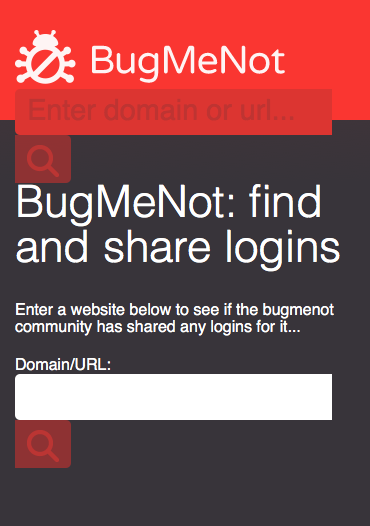 BugMeNot
Enter domain or url...
BugMeNot: find
and share logins
Enter a website below to see if the bugmenot
community has shared any logins for it...
Domain/URL: